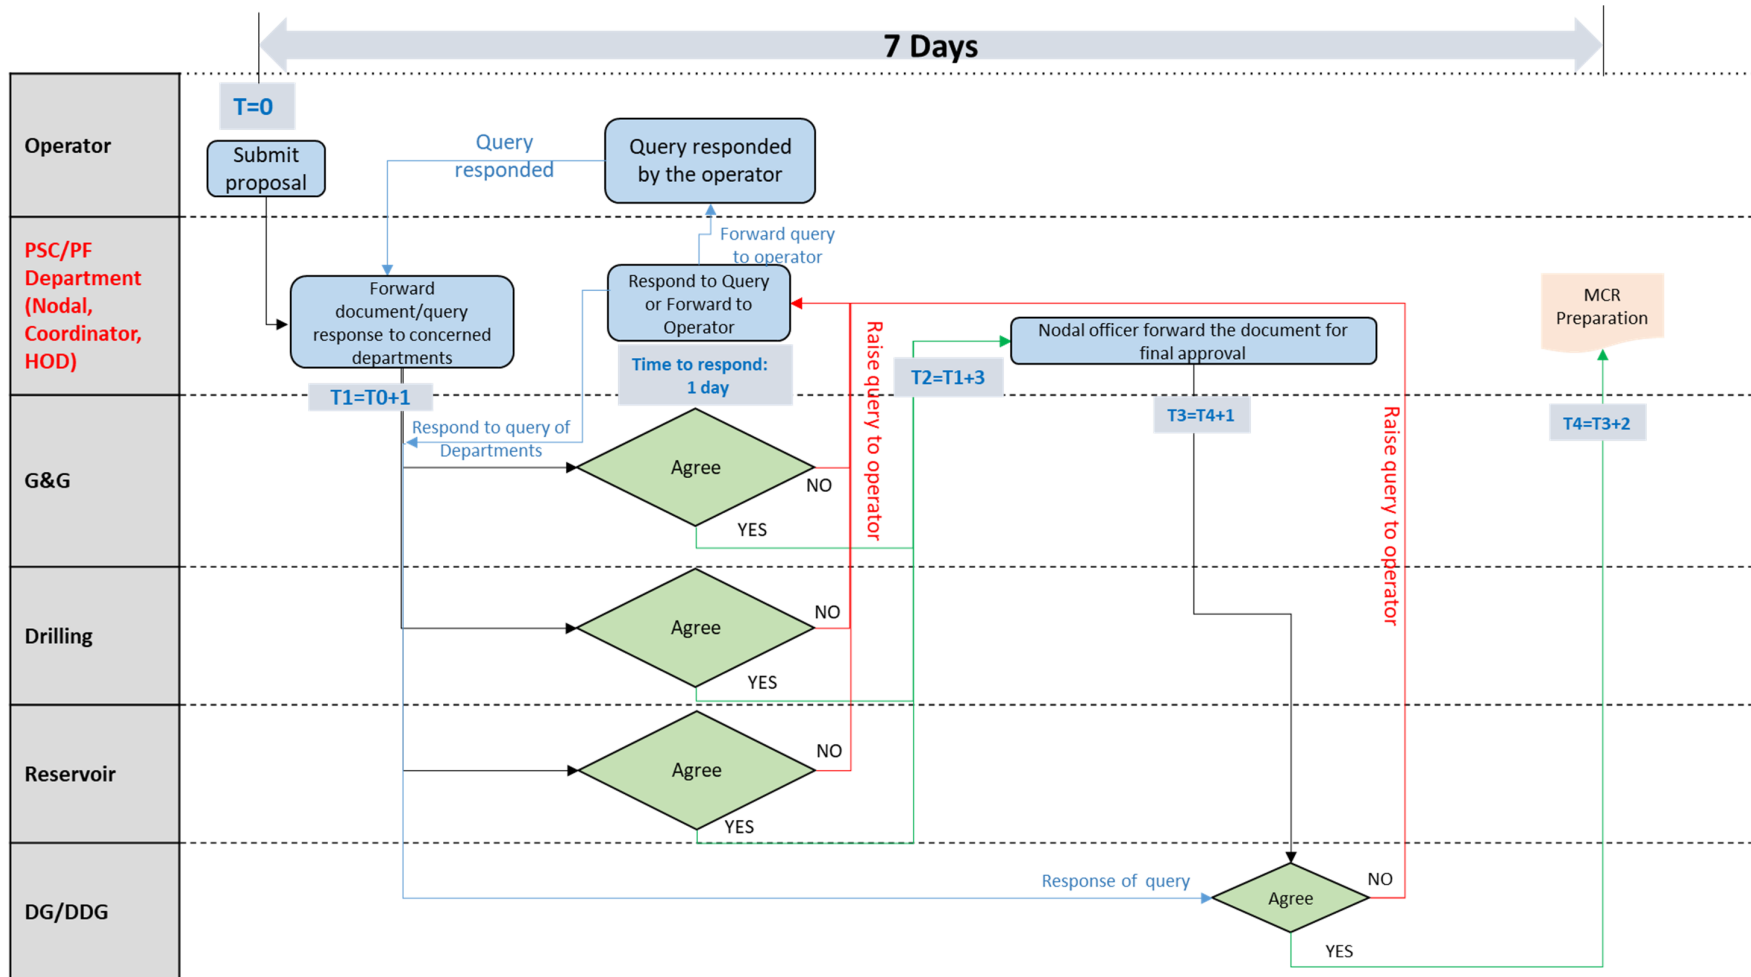 7 Days
T=0
Operator
Submit
proposal
Query
responded
Query responded
by the operator
PSC/PF
Department
(Nodal,
Coordinator,
HOD)
Forward query
to operator
Forward
document/query
response to concerned
departments
Respond to Query
or Forward to
Operator
Nodal officer forward the document for
final approval
MCR
Preparation
Time to respond:
1 day
T1=T0+1
T2=T1+3
T3=T4+1
T4=T3+2
Raise query to operator
Raise query to operator
Respond to query of
Departments
G&G
Agree
NO
YES
Drilling
Agree
NO
YES
Reservoir
Agree
NO
YES
DG/DDG
Response of query
Agree
NO
YES